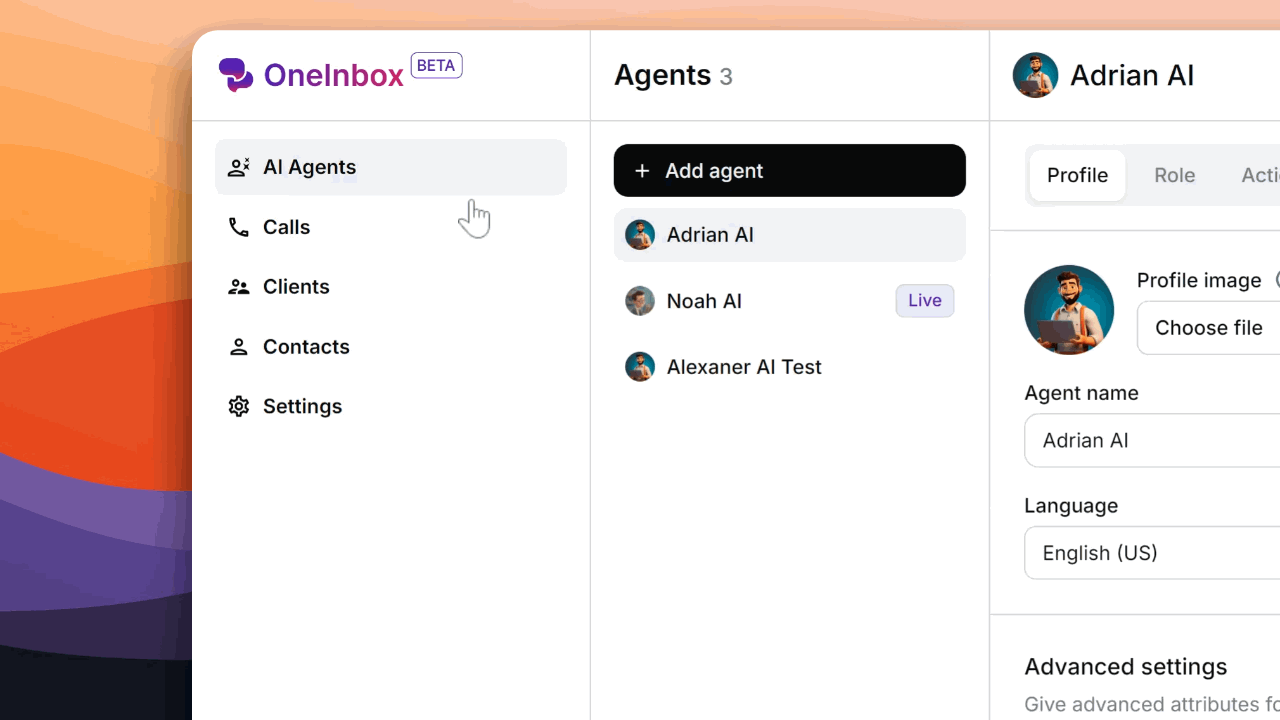 OneInbox BETA
AI Agents
Calls
Clients
Contacts
Settings
Agents 3
+ Add agent
Adrian AI
Noah AI Live
Alexaner AI Test
Adrian AI
Profile Role
Profile image
Choose file
Agent name
Adrian AI
Language
English (US)
Advanced settings
Give advanced attributes